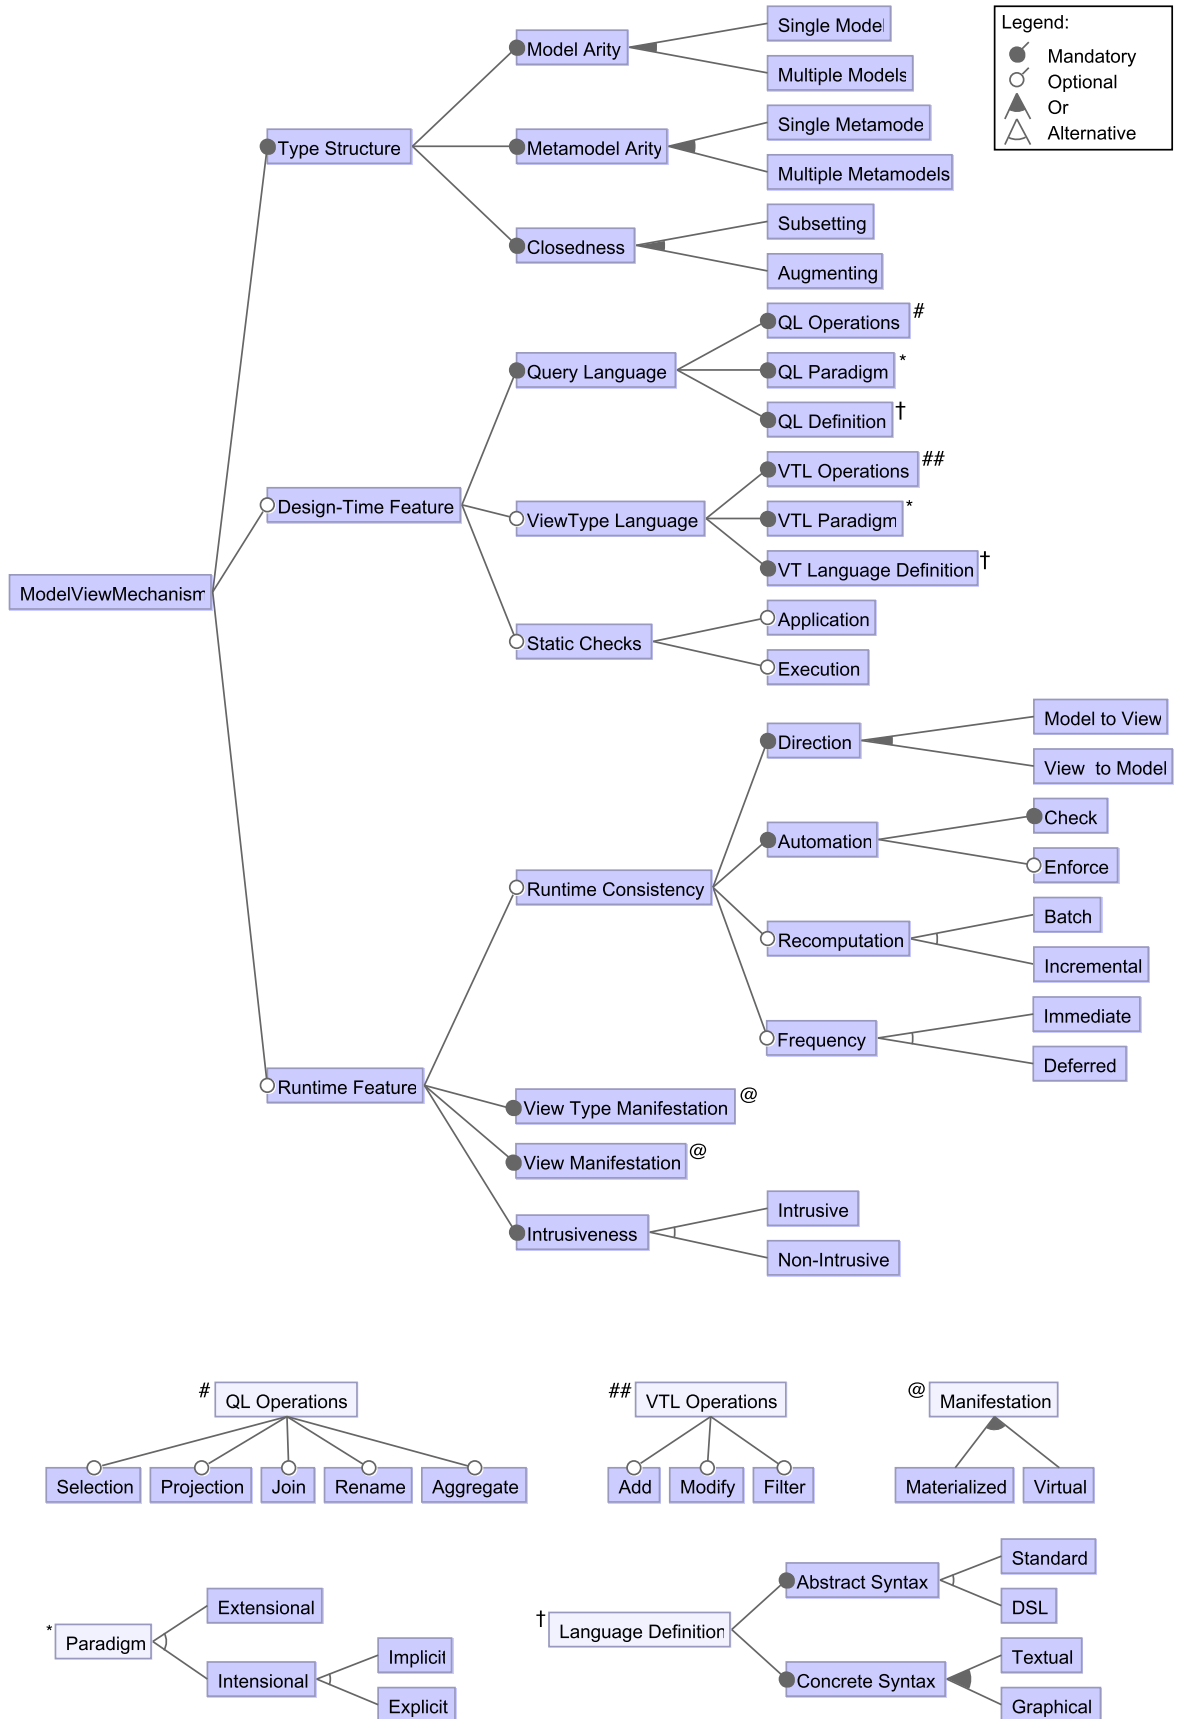 Legend:
Mandatory
Optional
Or
Alternative
Single Model
Model Arity
Multiple Models
Single Metamode
Type Structure
Metamodel Arity
Multiple Metamodels
Subsetting
Closedness
Augmenting
QL Operations #
Query Language
QL Paradigm *
QL Definition †
VTL Operations ##
Design-Time Feature
ViewType Language
VTL Paradigm *
VT Language Definition †
ModelViewMechanism
Application
Static Checks
Execution
Model to View
Direction
View to Model
Check
Automation
Enforce
Runtime Consistency
Batch
Recomputation
Incremental
Immediate
Frequency
Deferred
Runtime Feature
View Type Manifestation @
View Manifestation @
Intrusive
Intrusiveness
Non-Intrusive
# QL Operations
Selection
Projection
Join
Rename
Aggregate
## VTL Operations
Add
Modify
Filter
@ Manifestation
Materialized
Virtual
* Paradigm
Extensional
Intensional
Implicit
Explicit
† Language Definition
Abstract Syntax
Standard
DSL
Concrete Syntax
Textual
Graphical